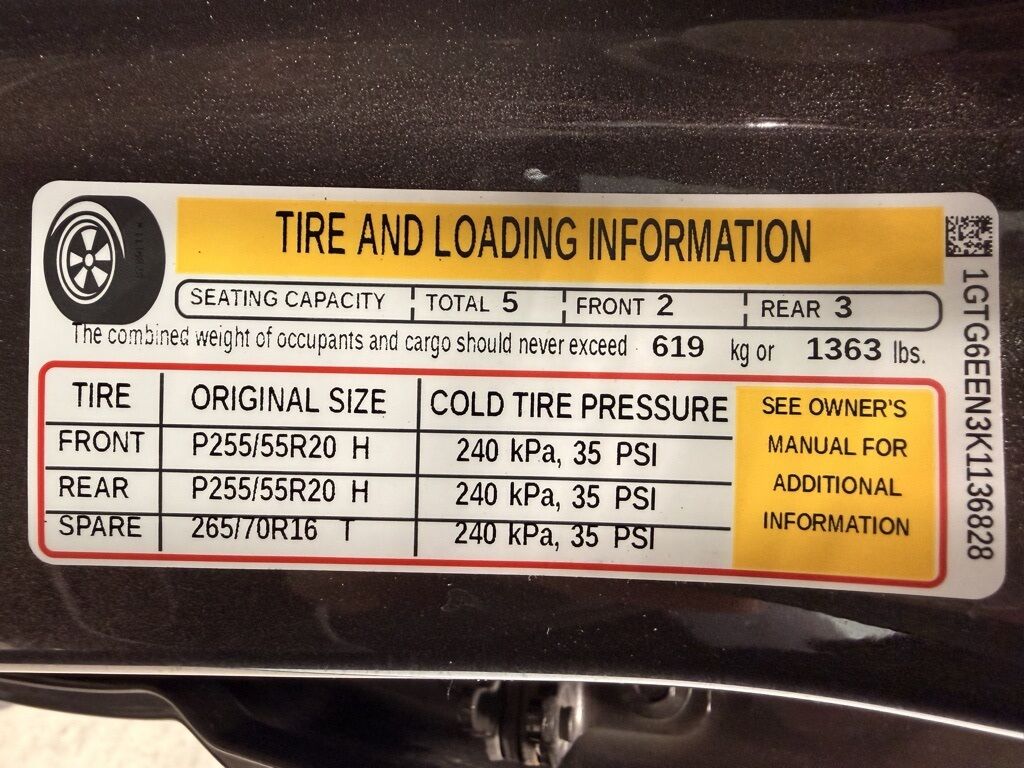 TIRE AND LOADING INFORMATION
SEATING CAPACITY TOTAL 5 FRONT 2 REAR 3
The combined weight of occupants and cargo should never exceed 619 kg or 1363 lbs.
TIRE ORIGINAL SIZE COLD TIRE PRESSURE
FRONT P255/55R20 H 240 kPa, 35 PSI
REAR P255/55R20 H 240 kPa, 35 PSI
SPARE 265/70R16 T 240 kPa, 35 PSI
SEE OWNER'S
MANUAL FOR
ADDITIONAL
INFORMATION
1GTG6EEN3K1136828